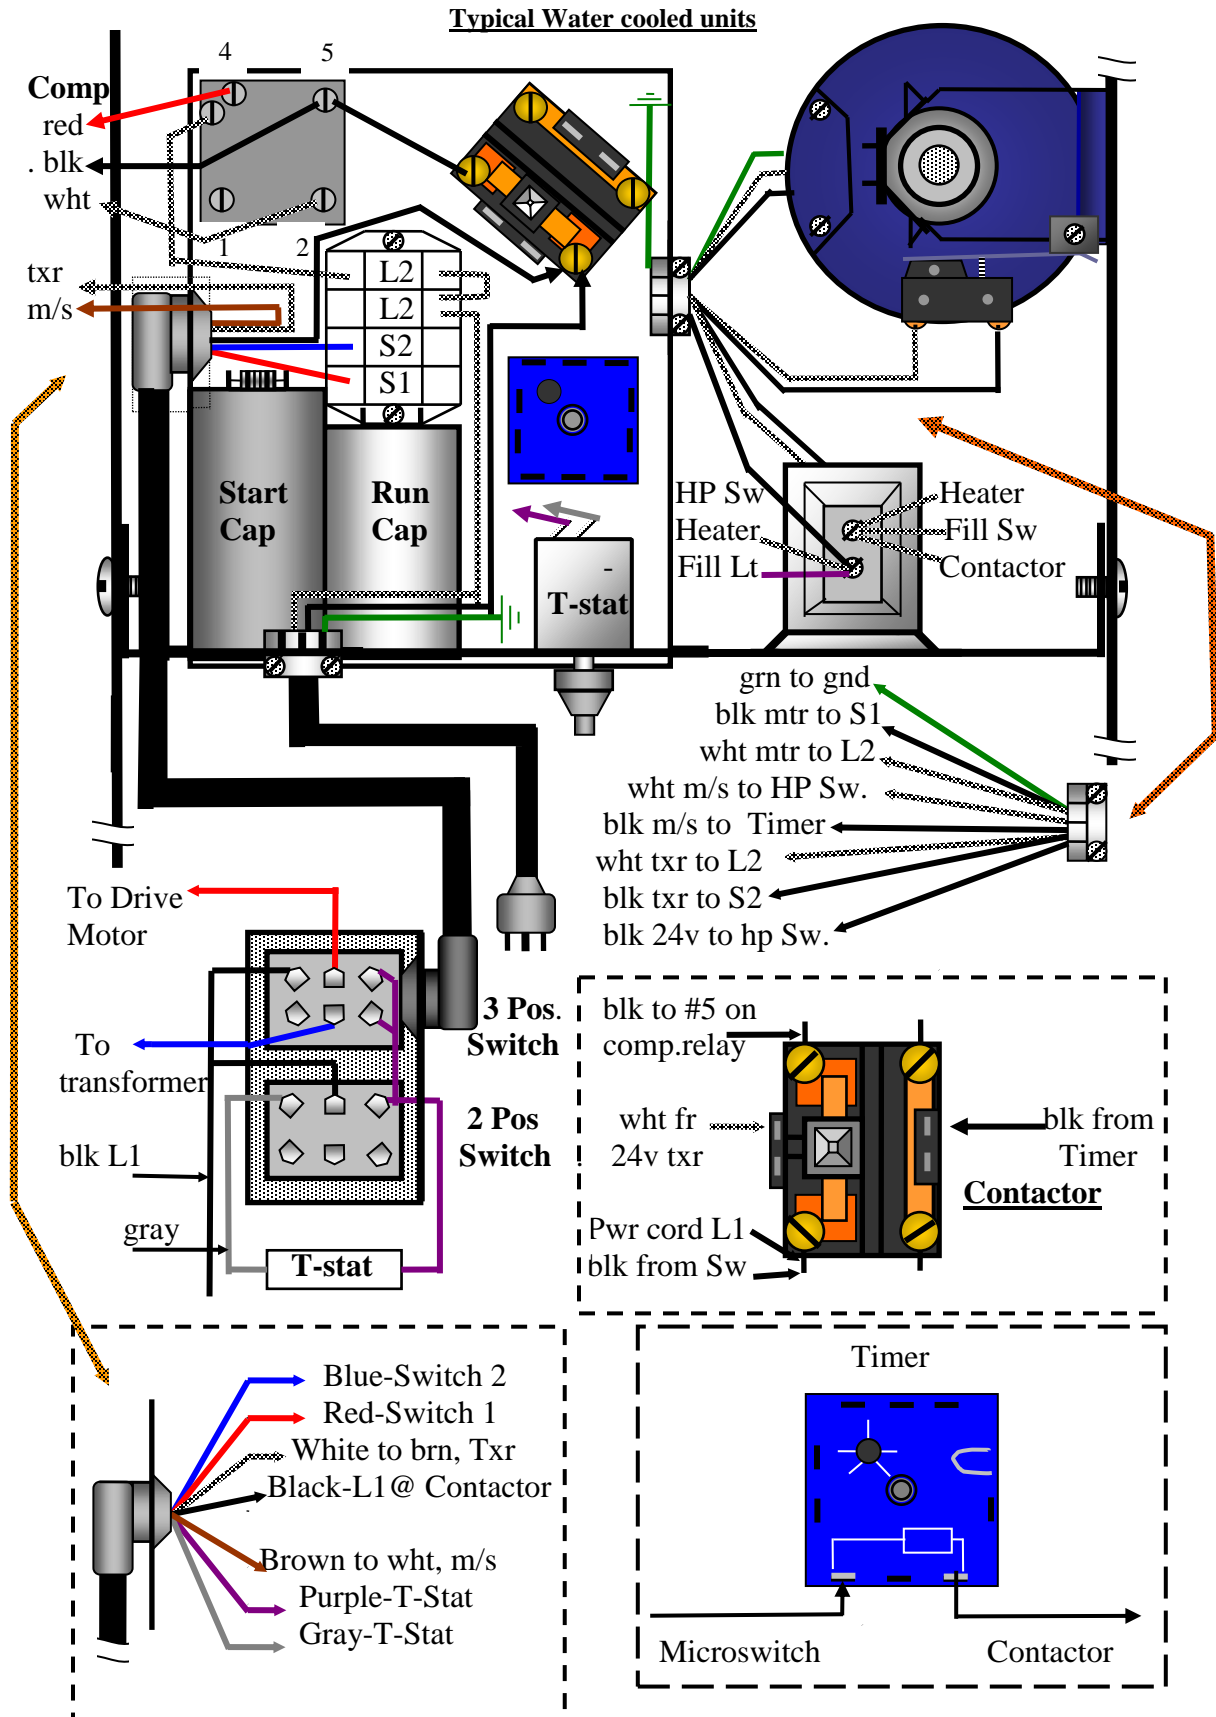 Typical Water cooled units
4
5
Comp
red
. blk
wht
1
2
txr
m/s
L2
L2
S2
S1
Start
Cap
Run
Cap
-
T-stat
HP Sw
Heater
Fill Lt
Heater
Fill Sw
Contactor
grn to gnd
blk mtr to S1
wht mtr to L2
wht m/s to HP Sw.
blk m/s to Timer
wht txr to L2
blk txr to S2
blk 24v to hp Sw.
To Drive
Motor
3 Pos.
Switch
To
transformer
2 Pos
Switch
blk L1
gray
T-stat
blk to #5 on
comp.relay
wht fr
24v txr
blk from
Timer
Contactor
Pwr cord L1
blk from Sw
Blue-Switch 2
Red-Switch 1
White to brn, Txr
Black-L1@ Contactor
Brown to wht, m/s
Purple-T-Stat
Gray-T-Stat
Timer
Microswitch
Contactor